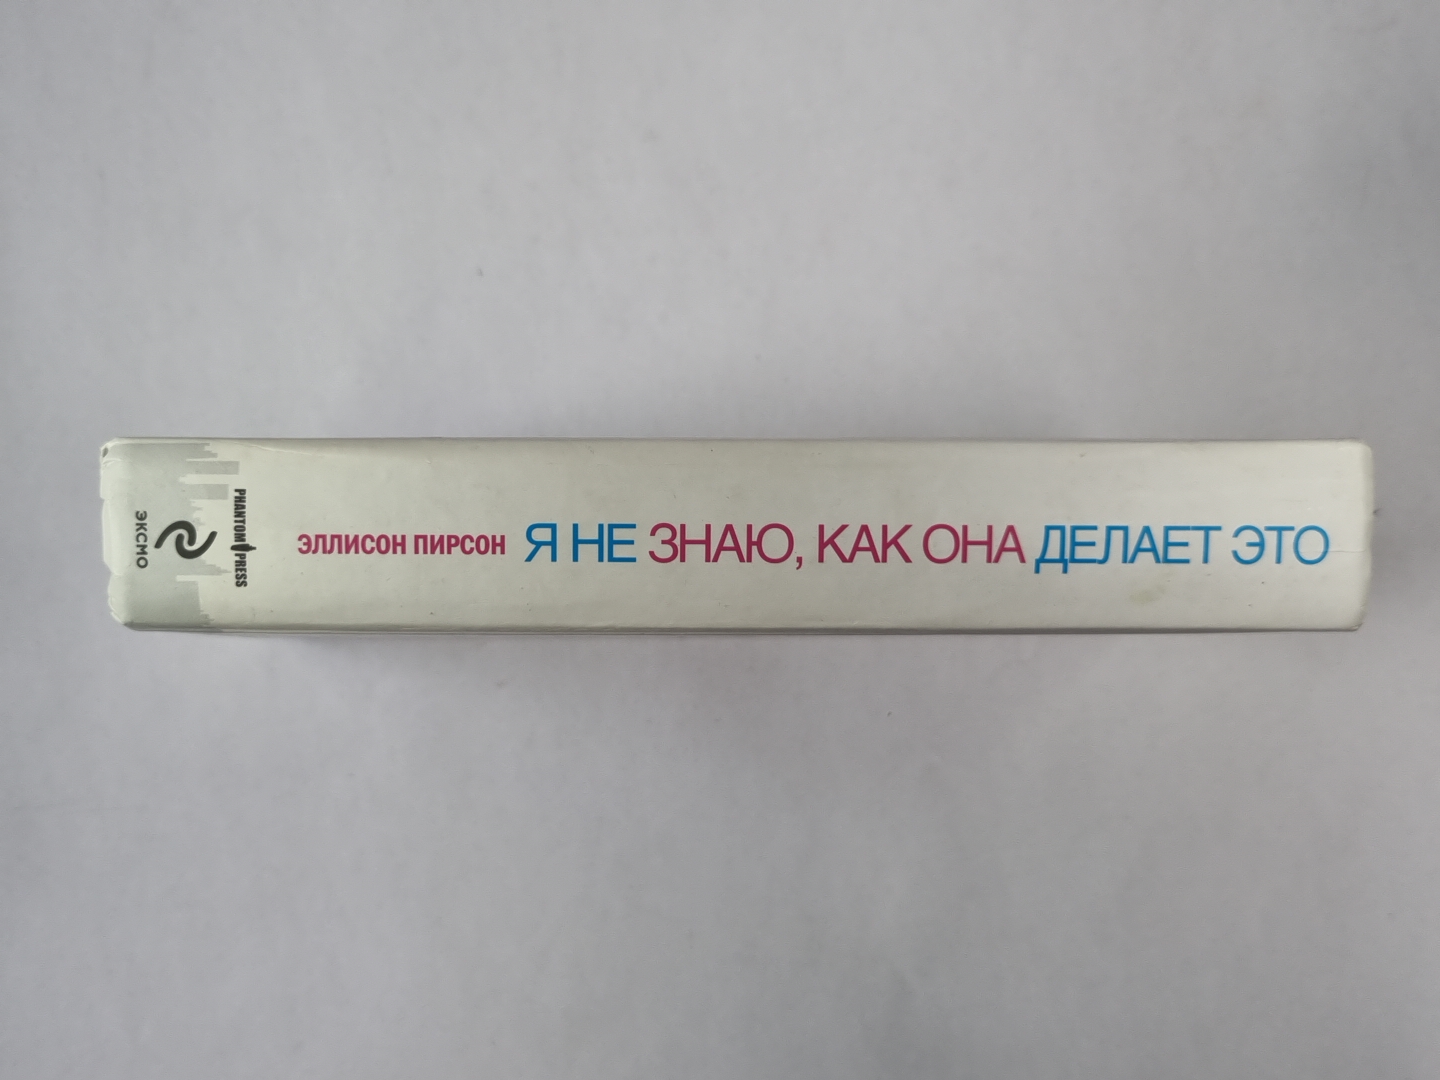 ЭЛЛИСОН ПИРСОН Я НЕ ЗНАЮ, КАК ОНА ДЕЛАЕТ ЭТО
PHANTOM PRESS
ЭКСМО